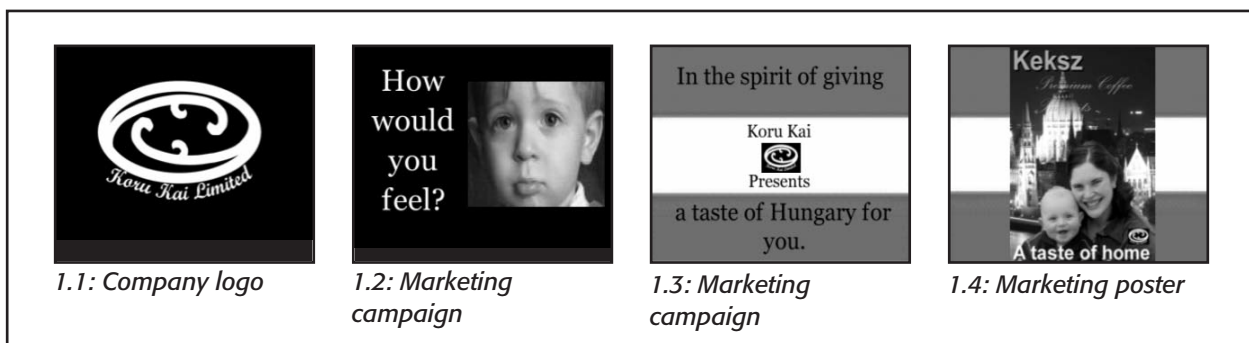 Koru Kai Limited
1.1: Company logo
How
would
you
feel?
1.2: Marketing
campaign
In the spirit of giving
Koru Kai
Presents
a taste of Hungary for
you.
1.3: Marketing
campaign
Keksz
Premium Coffee
A taste of home
1.4: Marketing poster